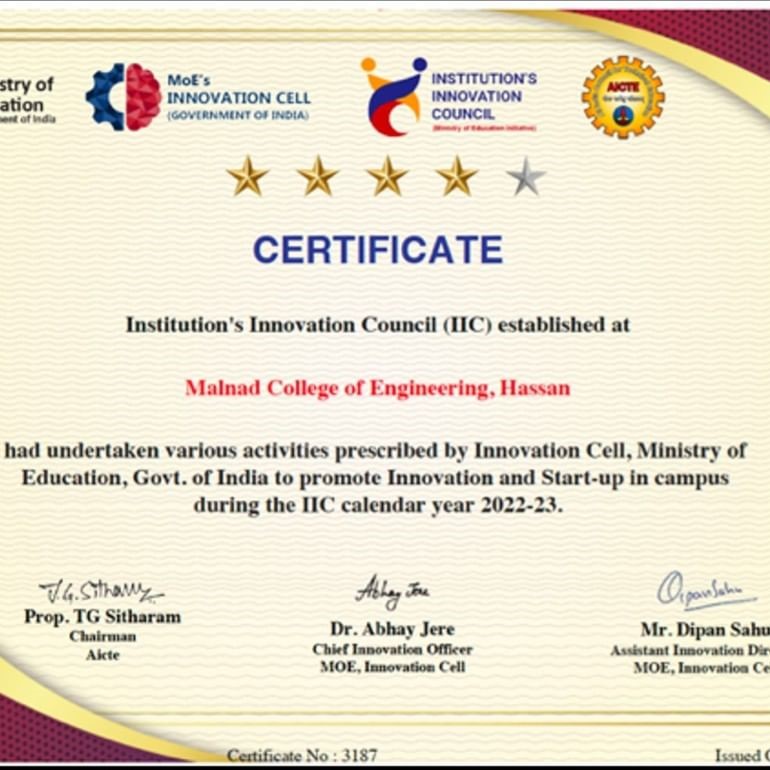 stry of
ation
ent of India
MoE's
INNOVATION CELL
(GOVERNMENT OF INDIA)
INSTITUTION'S
INNOVATION
COUNCIL
(Ministry of Education Initiative)
AICTE
CERTIFICATE
Institution's Innovation Council (IIC) established at
Malnad College of Engineering, Hassan
had undertaken various activities prescribed by Innovation Cell, Ministry of
Education, Govt. of India to promote Innovation and Start-up in campus
during the IIC calendar year 2022-23.
T.G. Sitharam
Prop. TG Sitharam
Chairman
Aicte
Abhay Jere
Dr. Abhay Jere
Chief Innovation Officer
MOE, Innovation Cell
Dipan Sahu
Mr. Dipan Sahu
Assistant Innovation Dir
MOE, Innovation Ce
Certificate No : 3187
Issued O